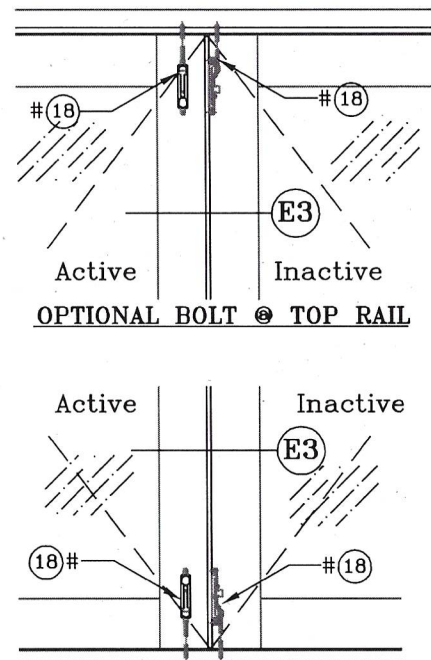 #18 #18
E3
Active Inactive
OPTIONAL BOLT @ TOP RAIL
Active Inactive
E3
18# #18